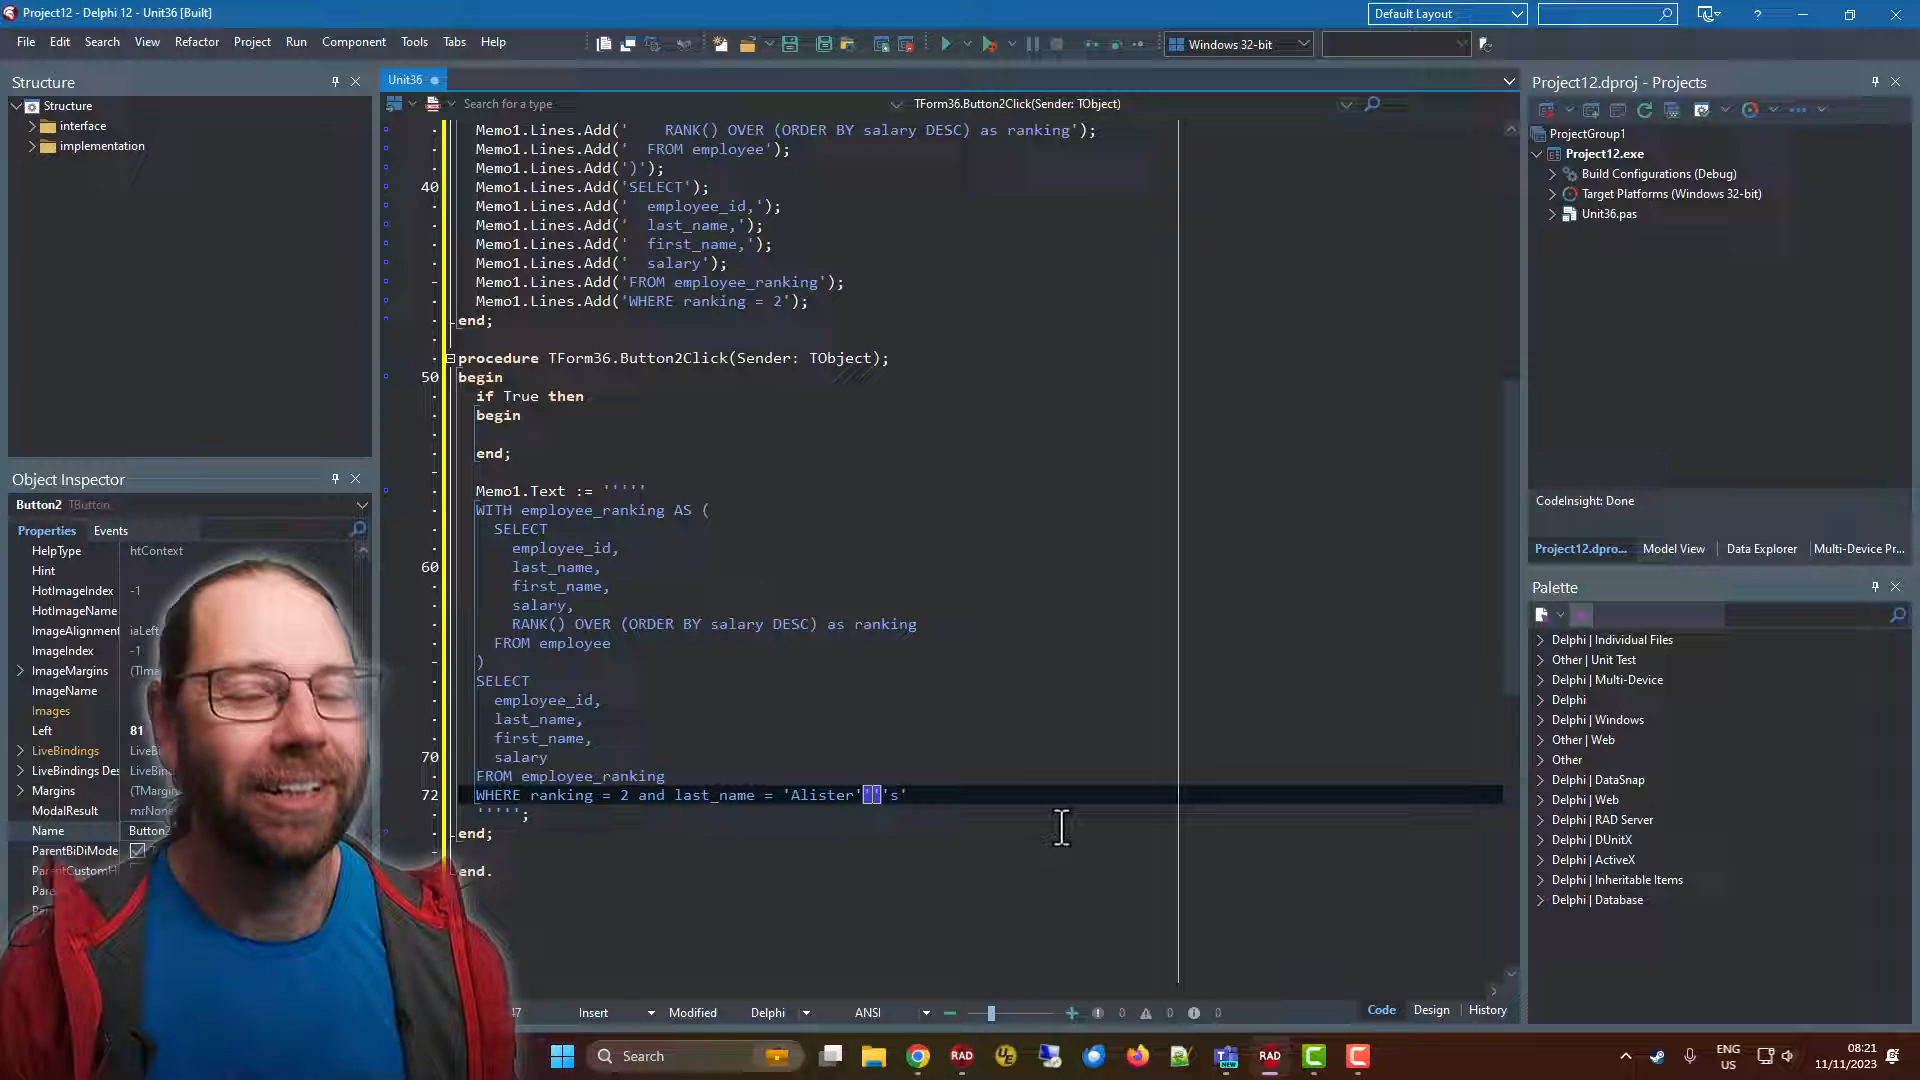 Project12 - Delphi 12 - Unit36 [Built]
Default Layout
File Edit Search View Refactor Project Run Component Tools Tabs Help
Windows 32-bit
Structure
Structure
interface
implementation
Unit36
Search for a type
TForm36.Button2Click(Sender: TObject)
Memo1.Lines.Add('    RANK() OVER (ORDER BY salary DESC) as ranking');
Memo1.Lines.Add('  FROM employee');
Memo1.Lines.Add(')');
40 Memo1.Lines.Add('SELECT');
Memo1.Lines.Add('  employee_id,');
Memo1.Lines.Add('  last_name,');
Memo1.Lines.Add('  first_name,');
Memo1.Lines.Add('  salary');
Memo1.Lines.Add('FROM employee_ranking');
Memo1.Lines.Add('WHERE ranking = 2');
end;
procedure TForm36.Button2Click(Sender: TObject);
50 begin
if True then
begin
end;
Memo1.Text := '''''
WITH employee_ranking AS (
SELECT
employee_id,
60 last_name,
first_name,
salary,
RANK() OVER (ORDER BY salary DESC) as ranking
FROM employee
)
SELECT
employee_id,
last_name,
first_name,
70 salary
FROM employee_ranking
72 WHERE ranking = 2 and last_name = 'Alister''''s'
''''';
end;
end.
Object Inspector
Button2 TButton
Properties Events
HelpType htContext
Hint
HotImageIndex -1
HotImageName
ImageAlignment iaLeft
ImageIndex -1
ImageMargins
ImageName
Images
Left 81
LiveBindings
LiveBindings Des
Margins
ModalResult mrNone
Name Button2
ParentBiDiMode
Project12.dproj - Projects
ProjectGroup1
Project12.exe
Build Configurations (Debug)
Target Platforms (Windows 32-bit)
Unit36.pas
CodeInsight: Done
Project12.dpro... Model View Data Explorer Multi-Device Pr...
Palette
Delphi | Individual Files
Other | Unit Test
Delphi | Multi-Device
Delphi
Delphi | Windows
Other | Web
Other
Delphi | DataSnap
Delphi | Web
Delphi | RAD Server
Delphi | DUnitX
Delphi | ActiveX
Delphi | Inheritable Items
Delphi | Database
47 Insert Modified Delphi ANSI 0 0 0
Code Design History
Search
RAD
UE
RAD
ENG
US
08:21
11/11/2023